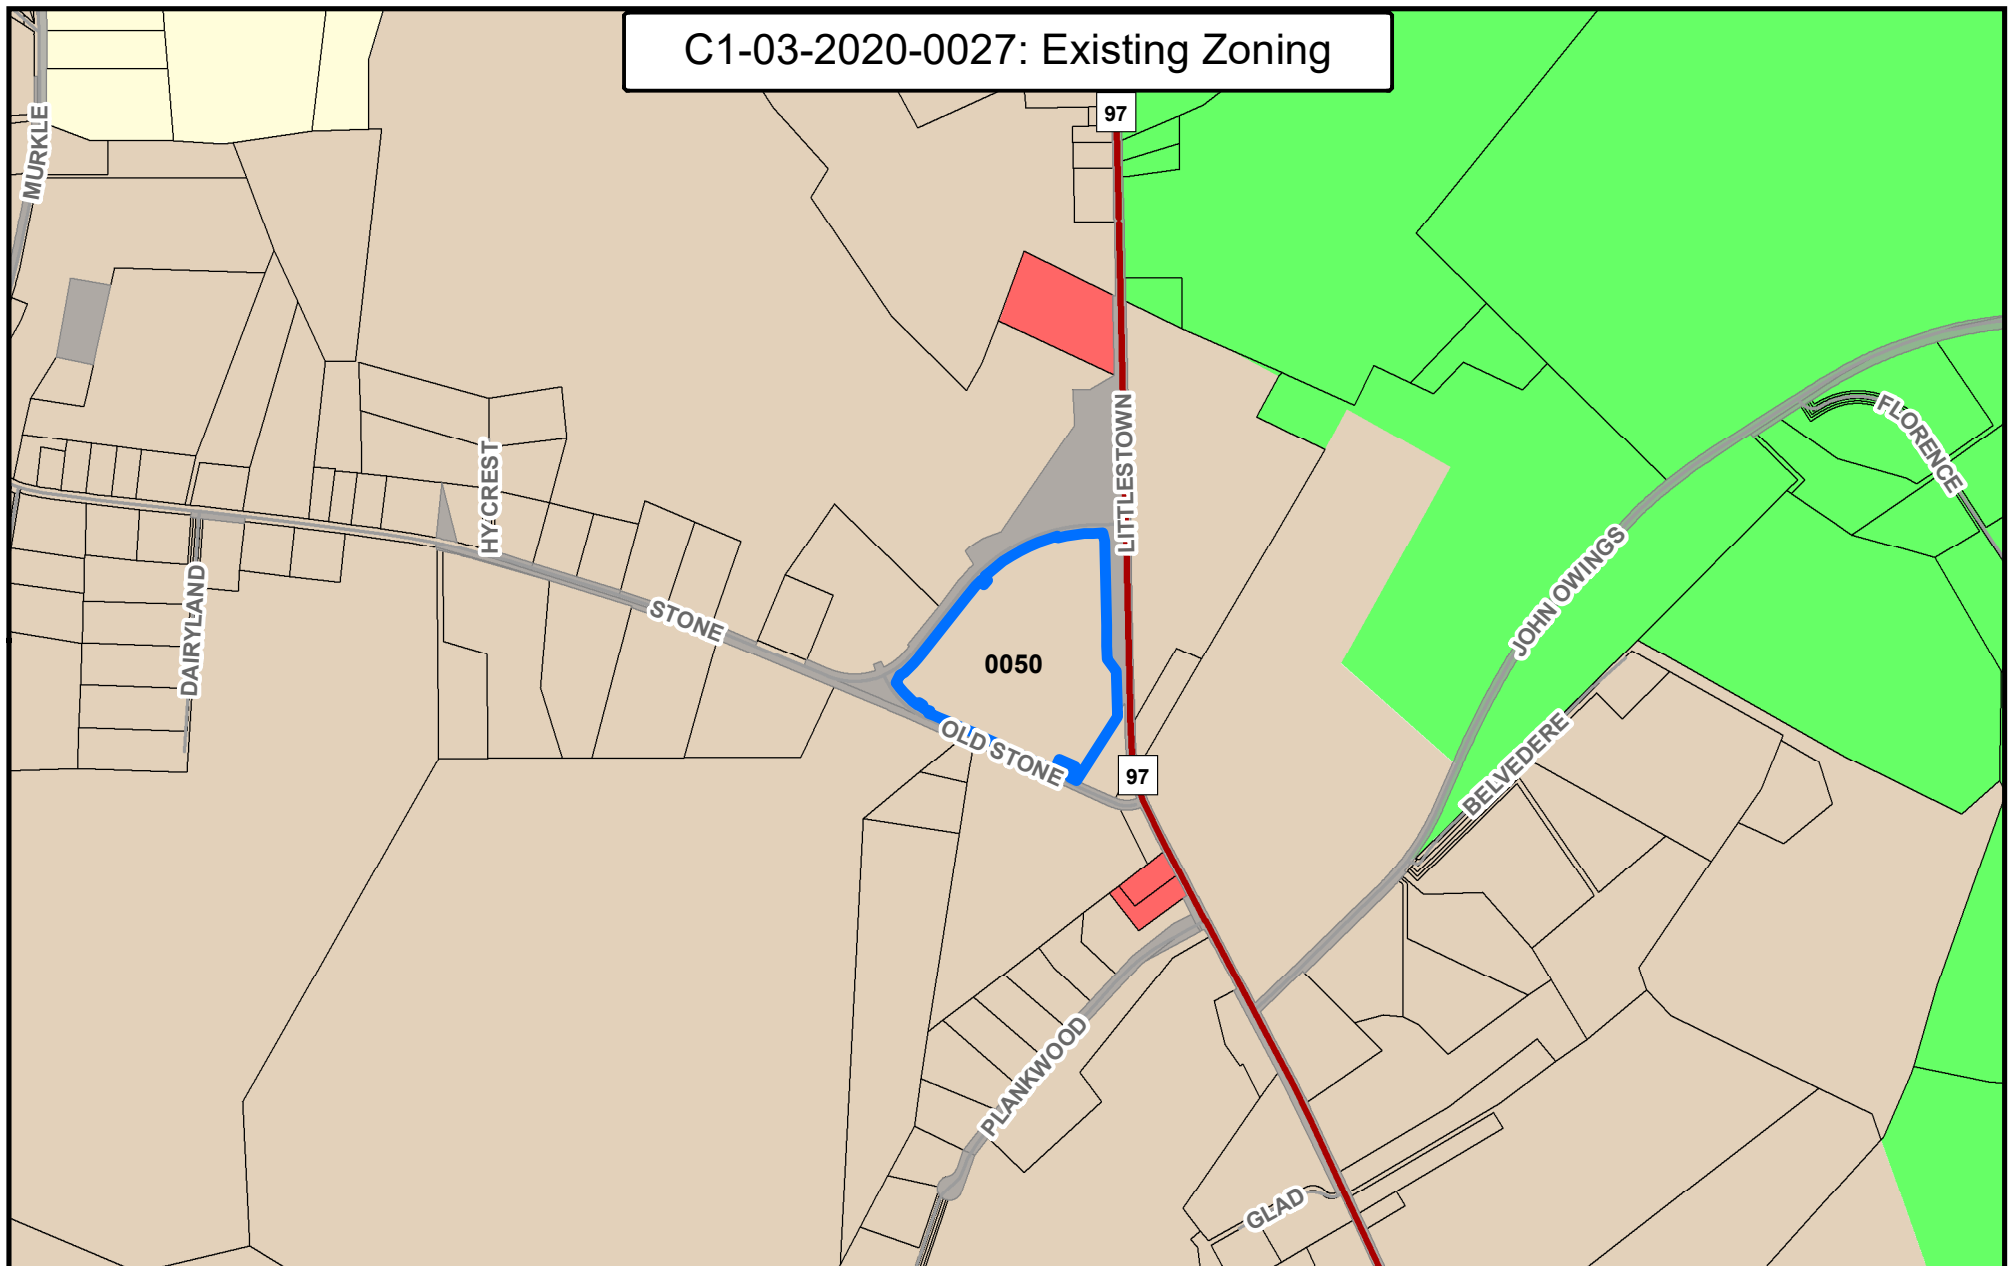 C1-03-2020-0027: Existing Zoning
97
MURKLE
FLORENCE
LITTLESTOWN
HYCREST
JOHN OWINGS
DAIRYLAND
STONE
0050
OLD STONE
97
BELVEDERE
PLANKWOOD
GLAD